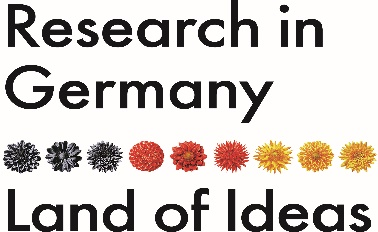 Research in
Germany
Land of Ideas